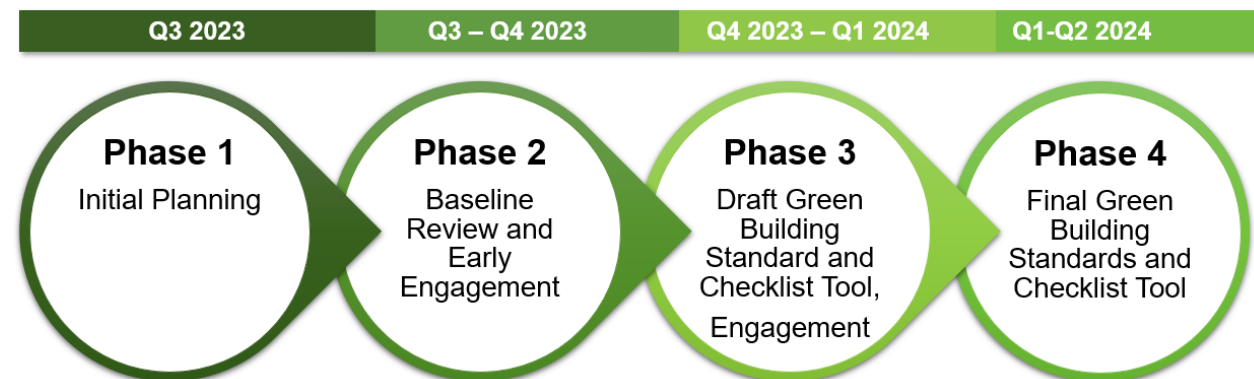 Q3 2023
Q3 – Q4 2023
Q4 2023 – Q1 2024
Q1-Q2 2024
Phase 1
Initial Planning
Phase 2
Baseline
Review and
Early
Engagement
Phase 3
Draft Green
Building
Standard and
Checklist Tool,
Engagement
Phase 4
Final Green
Building
Standards and
Checklist Tool